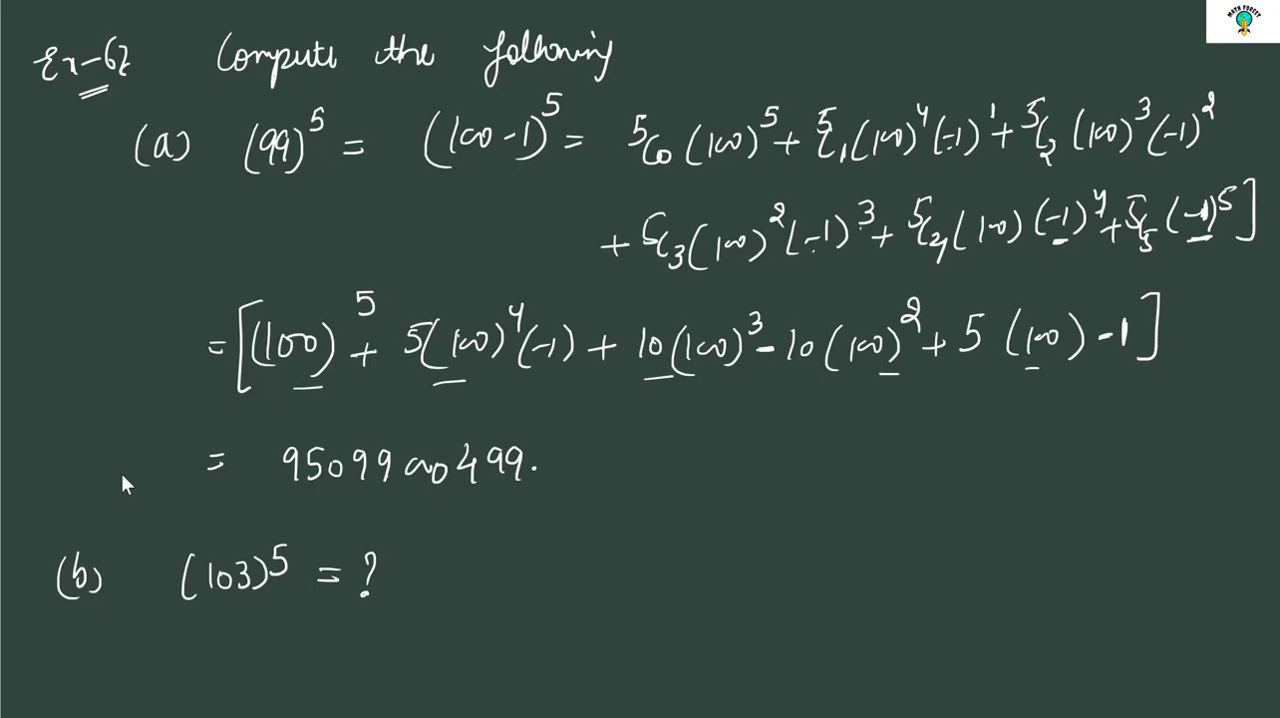 MATH FOREST
Ex-6} Compute the following
(a) (99)^5 = (100-1)^5 = 5C0 (100)^5 + 5C1 (100)^4 (-1)^1 + 5C2 (100)^3 (-1)^2
+ 5C3 (100)^2 (-1)^3 + 5C4 (100) (-1)^4 + 5C5 (-1)^5]
= [(100)^5 + 5(100)^4 (-1) + 10(100)^3 - 10(100)^2 + 5 (100) - 1]
= 9509900499.
(b) (103)^5 = ?